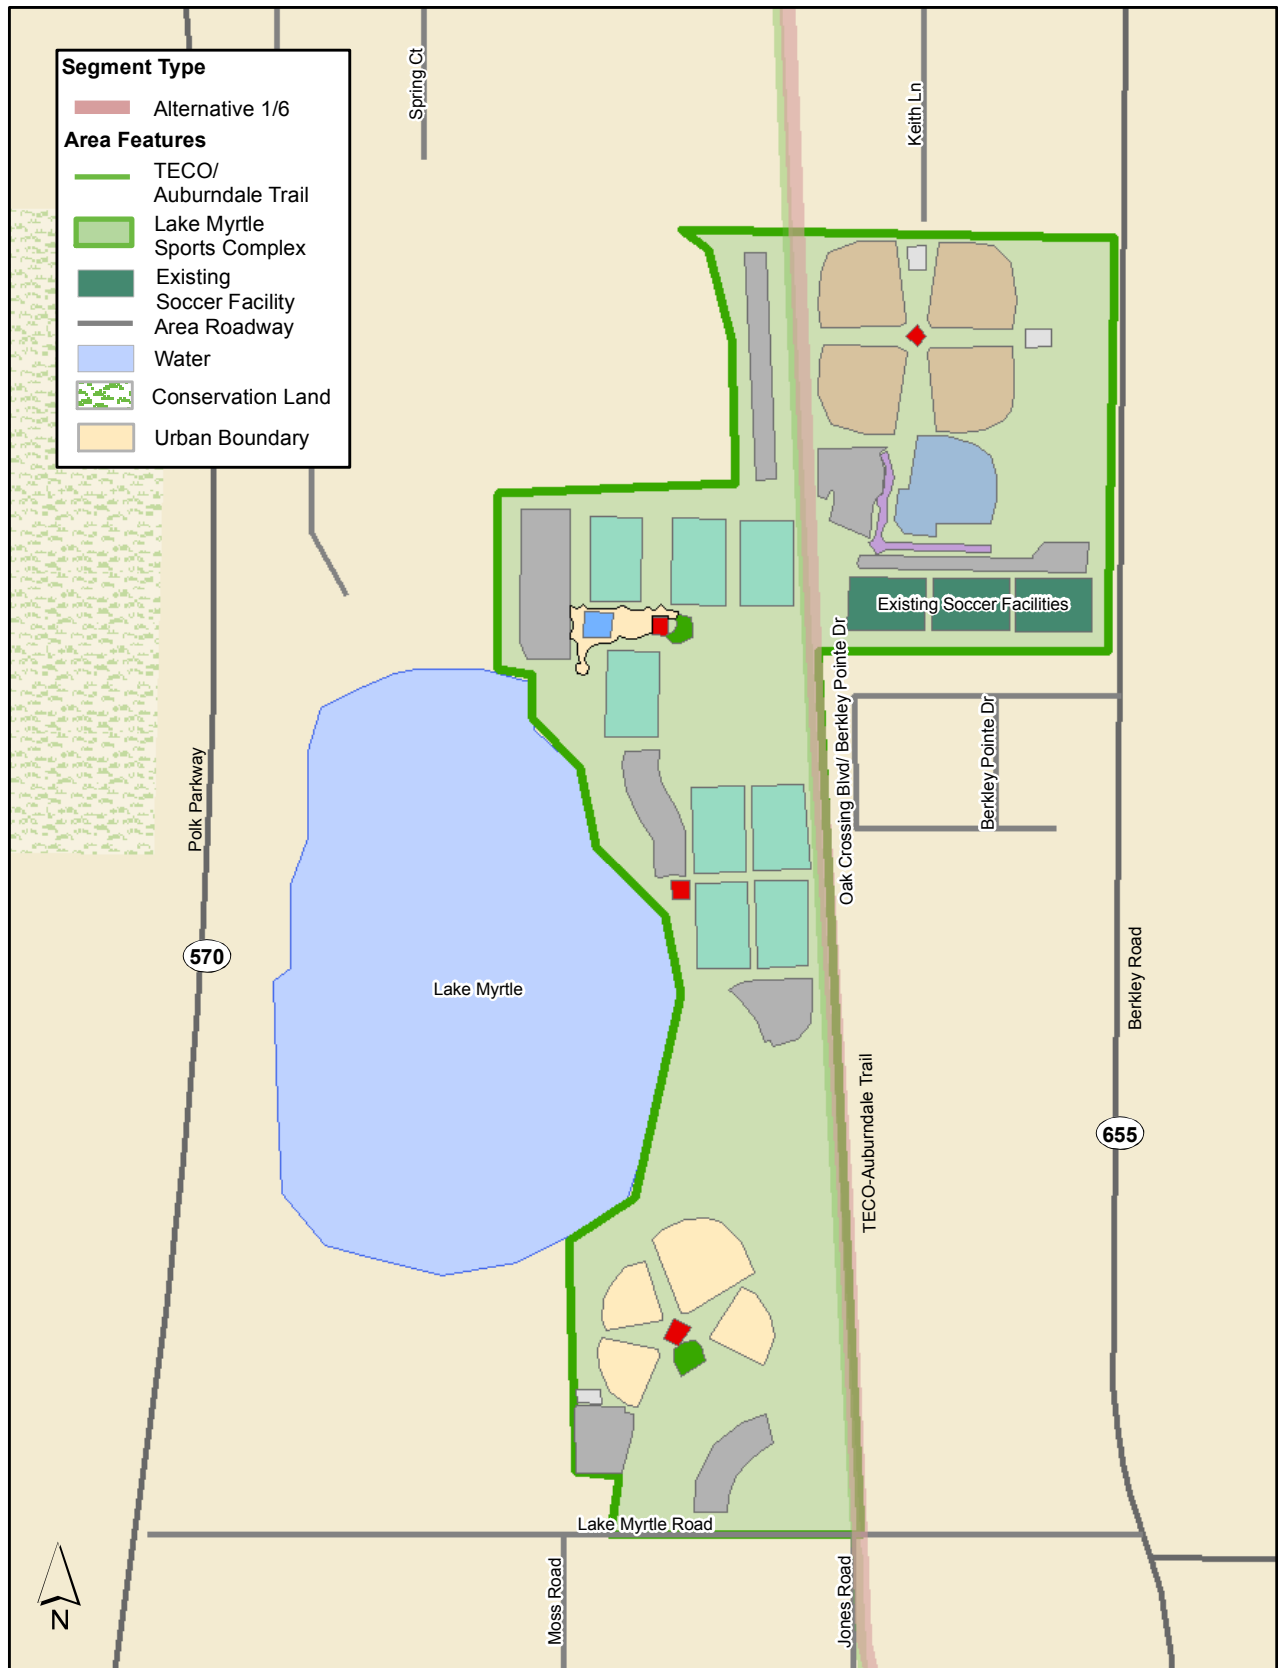 Segment Type
Alternative 1/6
Area Features
TECO/
Auburndale Trail
Lake Myrtle
Sports Complex
Existing
Soccer Facility
Area Roadway
Water
Conservation Land
Urban Boundary
Spring Ct
Keith Ln
Existing Soccer Facilities
Oak Crossing Blvd/ Berkley Pointe Dr
Berkley Pointe Dr
Polk Parkway
570
Lake Myrtle
Berkley Road
655
TECO-Auburndale Trail
Lake Myrtle Road
Moss Road
Jones Road
N